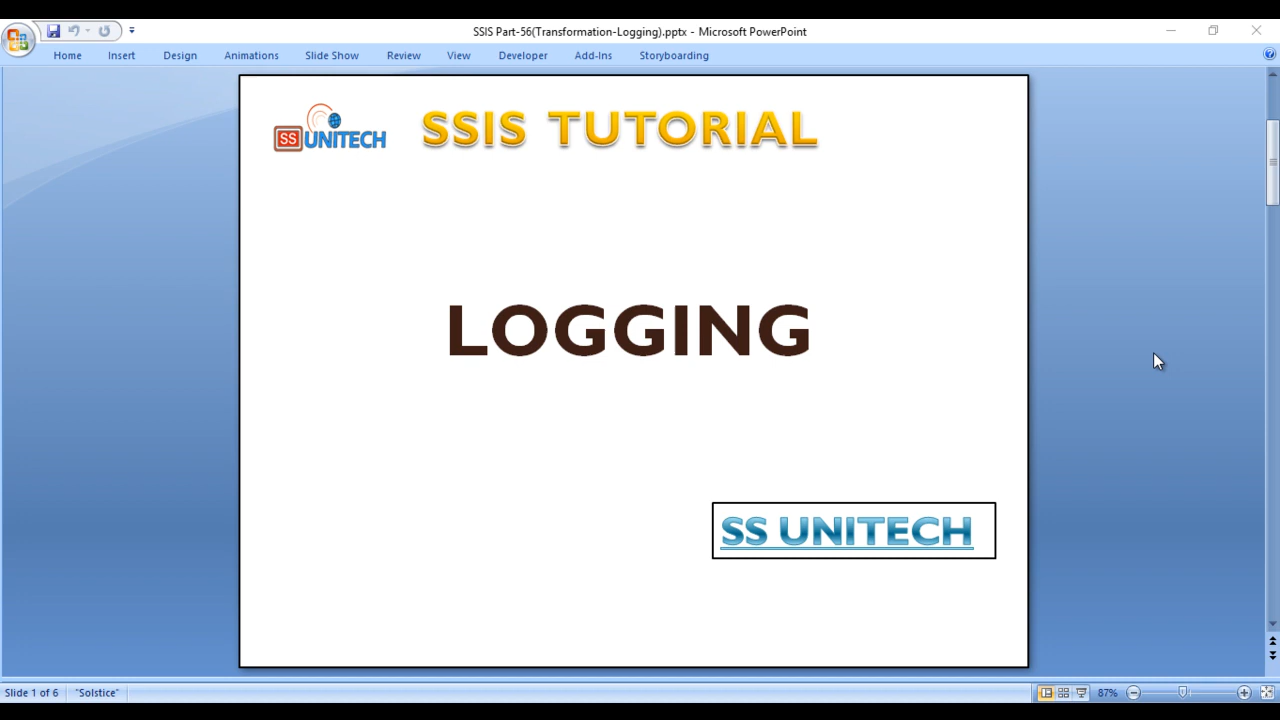 SSIS Part-56(Transformation-Logging).pptx - Microsoft PowerPoint
Home Insert Design Animations Slide Show Review View Developer Add-Ins Storyboarding
SS UNITECH
SSIS TUTORIAL
LOGGING
SS UNITECH
Slide 1 of 6 "Solstice" 87%